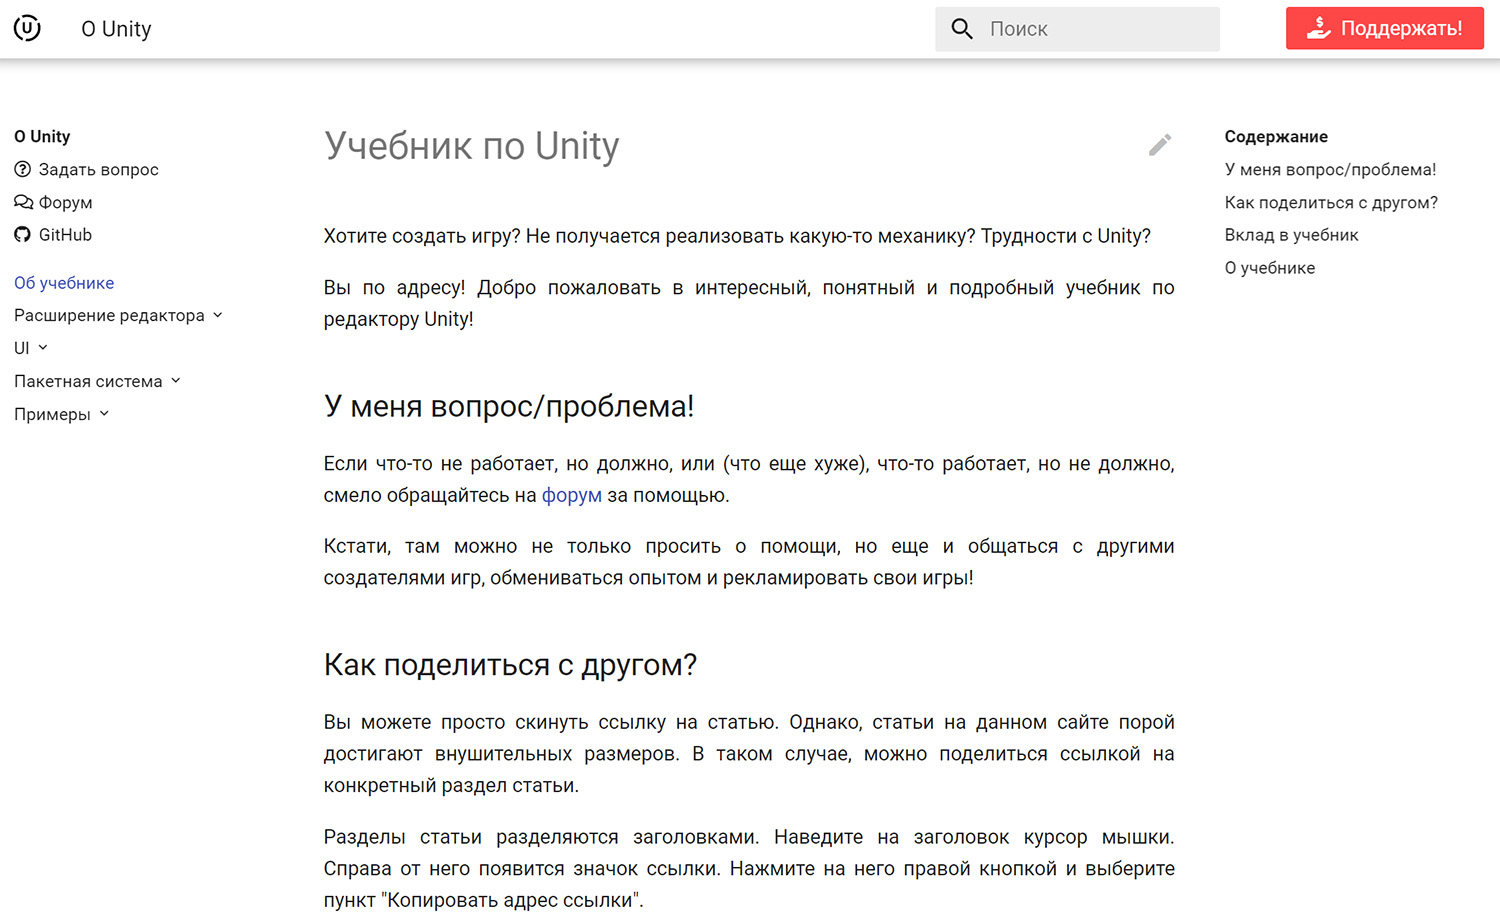 О Unity
Поиск
Поддержать!
О Unity
Задать вопрос
Форум
GitHub
Об учебнике
Расширение редактора
UI
Пакетная система
Примеры
Учебник по Unity
Хотите создать игру? Не получается реализовать какую-то механику? Трудности с Unity?
Вы по адресу! Добро пожаловать в интересный, понятный и подробный учебник по
редактору Unity!
У меня вопрос/проблема!
Если что-то не работает, но должно, или (что еще хуже), что-то работает, но не должно,
смело обращайтесь на форум за помощью.
Кстати, там можно не только просить о помощи, но еще и общаться с другими
создателями игр, обмениваться опытом и рекламировать свои игры!
Как поделиться с другом?
Вы можете просто скинуть ссылку на статью. Однако, статьи на данном сайте порой
достигают внушительных размеров. В таком случае, можно поделиться ссылкой на
конкретный раздел статьи.
Разделы статьи разделяются заголовками. Наведите на заголовок курсор мышки.
Справа от него появится значок ссылки. Нажмите на него правой кнопкой и выберите
пункт "Копировать адрес ссылки".
Содержание
У меня вопрос/проблема!
Как поделиться с другом?
Вклад в учебник
О учебнике